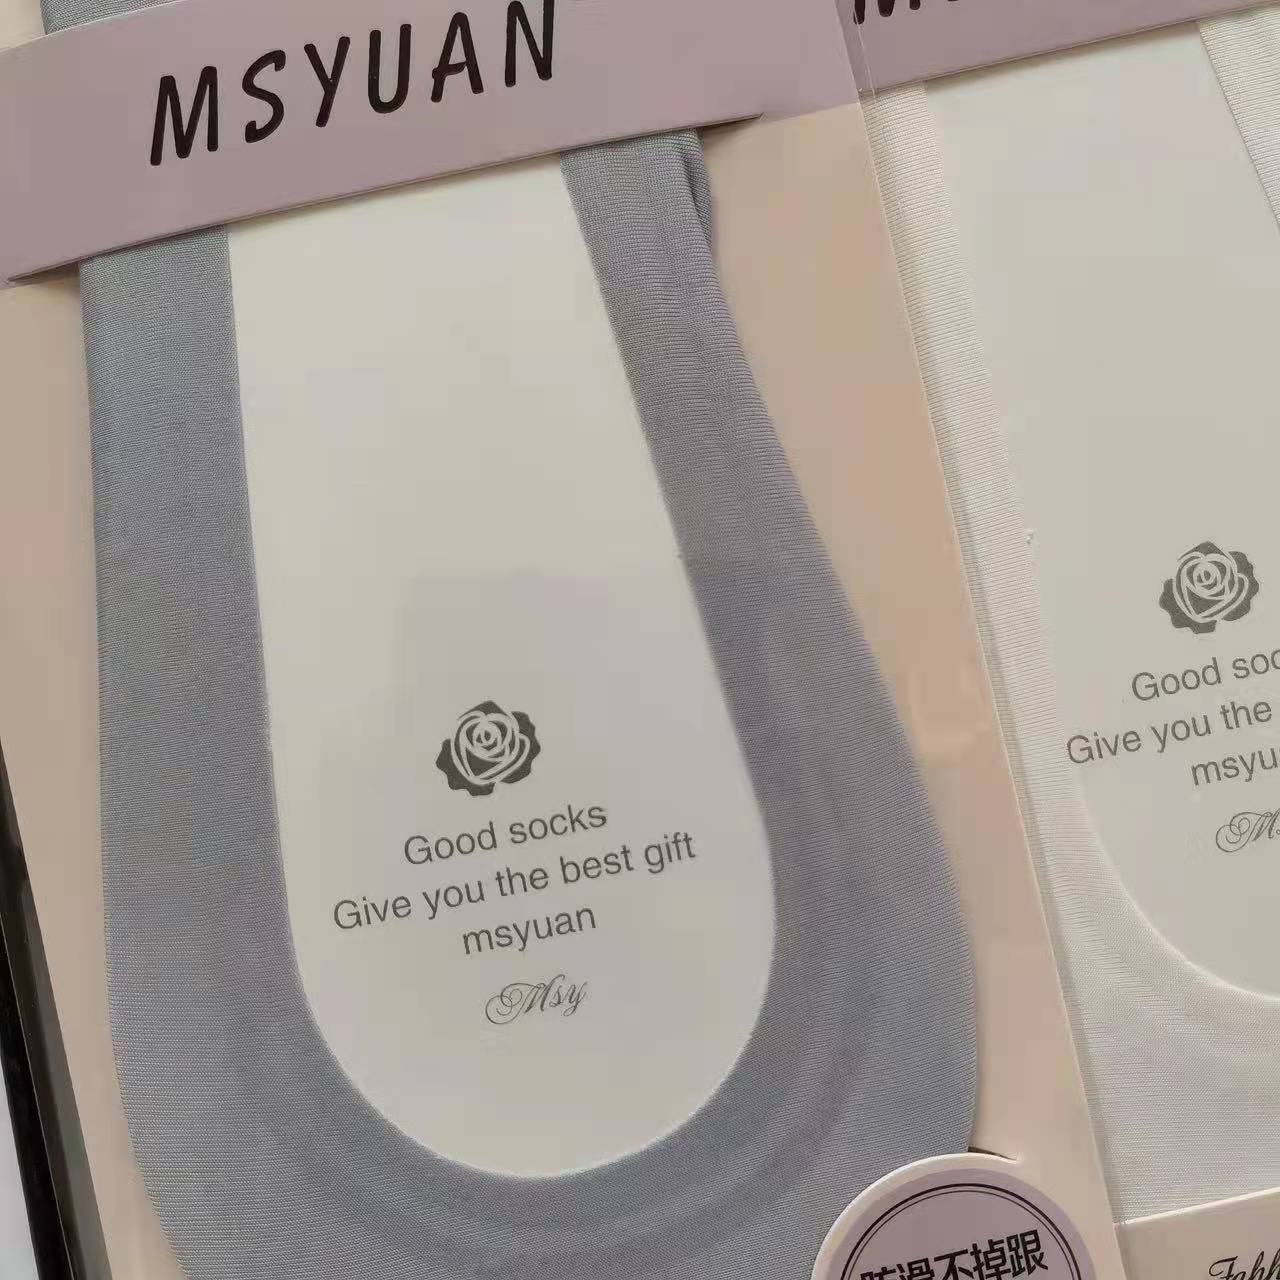 MSYUAN
Good socks
Give you the best gift
msyuan
Msy
Good soc
Give you the
msyu
防滑不掉跟